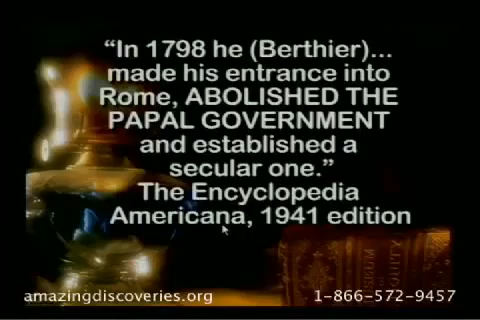 “In 1798 he (Berthier)...
made his entrance into
Rome, ABOLISHED THE
PAPAL GOVERNMENT
and established a
secular one.”
The Encyclopedia
Americana, 1941 edition
amazingdiscoveries.org
1-866-572-9457